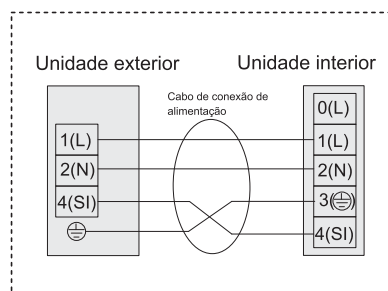 Unidade exterior
Unidade interior
Cabo de conexão de
alimentação
0(L)
1(L)
1(L)
2(N)
2(N)
4(SI)
3(⏚)
⏚
4(SI)